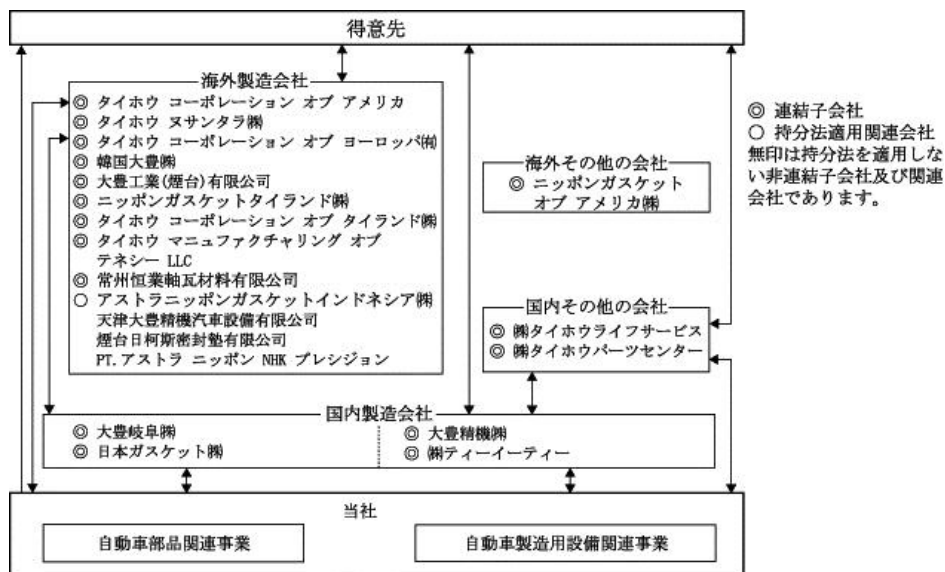 得意先
海外製造会社
◎ タイホウ コーポレーション オブ アメリカ
◎ タイホウ ヌサンタラ㈱
◎ タイホウ コーポレーション オブ ヨーロッパ㈲
◎ 韓国大豊㈱
◎ 大豊工業(煙台)有限公司
◎ ニッポンガスケットタイランド㈱
◎ タイホウ コーポレーション オブ タイランド㈱
◎ タイホウ マニュファクチャリング オブ
テネシー LLC
◎ 常州恒業軸瓦材料有限公司
○ アストラニッポンガスケットインドネシア㈱
天津大豊精機汽車設備有限公司
煙台日柯斯密封墊有限公司
PT.アストラ ニッポン NHK プレシジョン
海外その他の会社
◎ ニッポンガスケット
オブ アメリカ㈱
◎ 連結子会社
○ 持分法適用関連会社
無印は持分法を適用しな
い非連結子会社及び関連
会社であります。
国内その他の会社
◎ ㈱タイホウライフサービス
◎ ㈱タイホウパーツセンター
国内製造会社
◎ 大豊岐阜㈱
◎ 日本ガスケット㈱
◎ 大豊精機㈱
◎ ㈱ティーイーティー
当社
自動車部品関連事業
自動車製造用設備関連事業